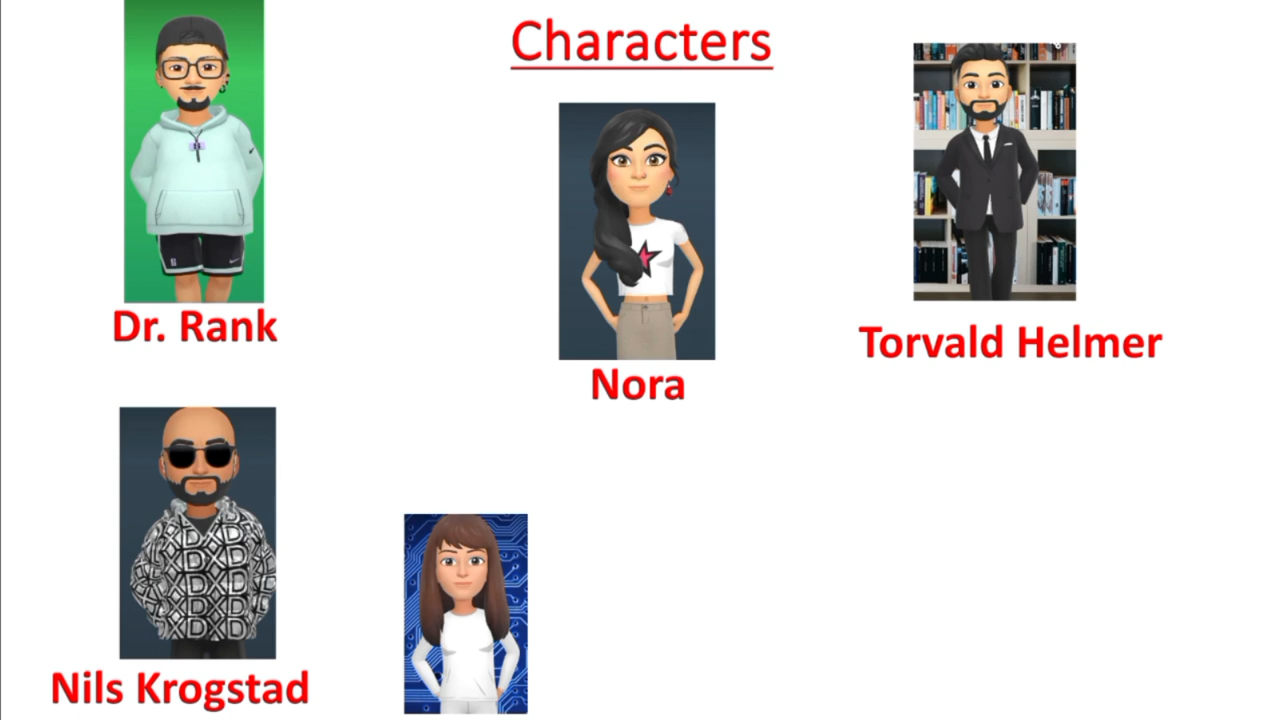 Characters
Dr. Rank
Nora
Torvald Helmer
Nils Krogstad